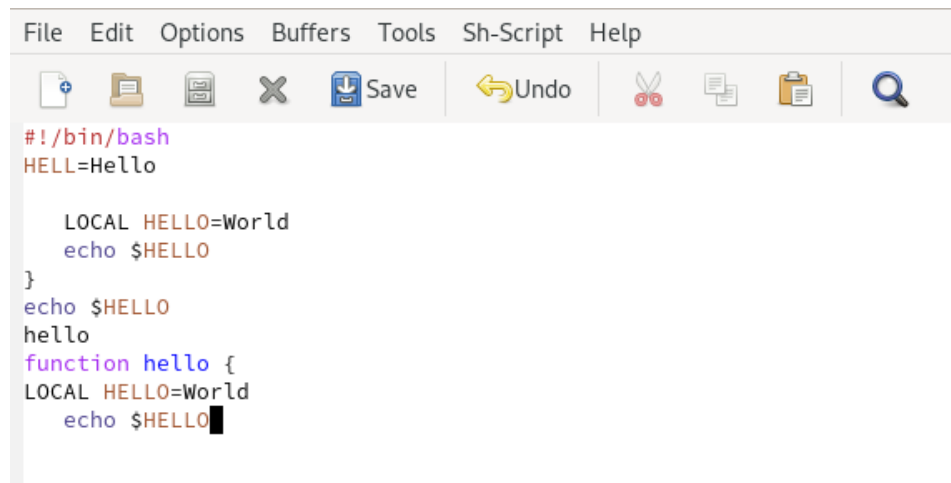 File Edit Options Buffers Tools Sh-Script Help
Save Undo
#!/bin/bash
HELL=Hello
LOCAL HELLO=World
echo $HELLO
}
echo $HELLO
hello
function hello {
LOCAL HELLO=World
echo $HELLO